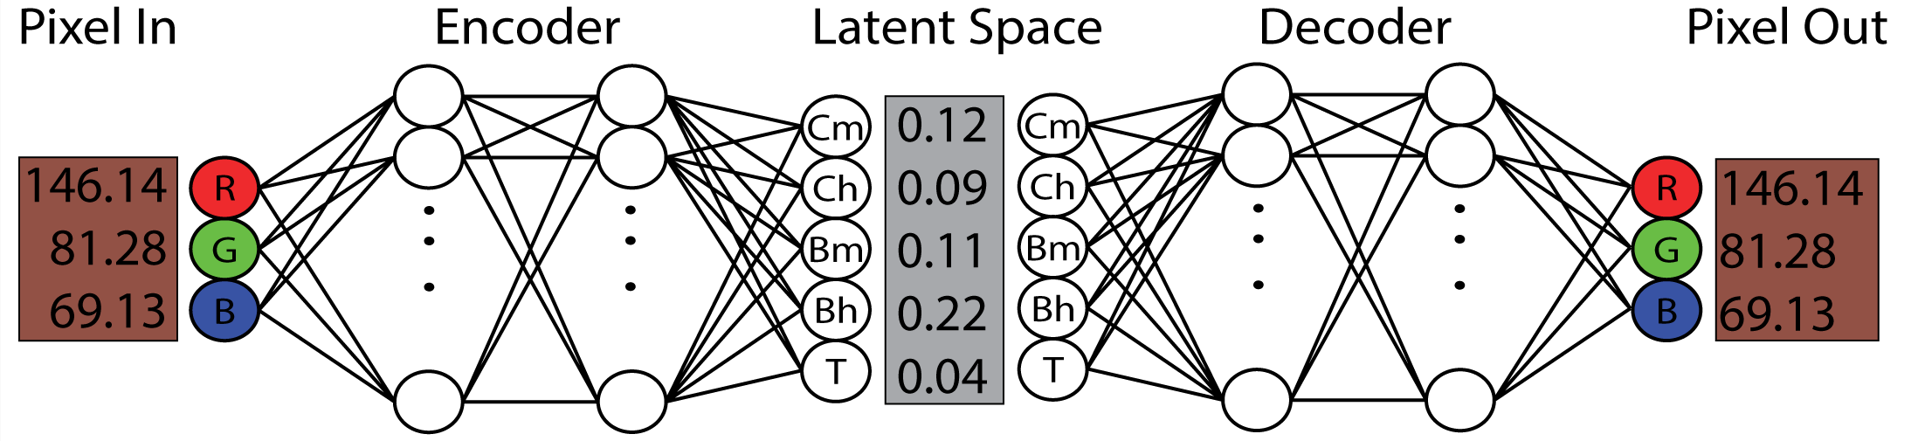 Pixel In
Encoder
Latent Space
Decoder
Pixel Out
146.14
81.28
69.13
R
G
B
Cm
Ch
Bm
Bh
T
0.12
0.09
0.11
0.22
0.04
Cm
Ch
Bm
Bh
T
R
G
B
146.14
81.28
69.13